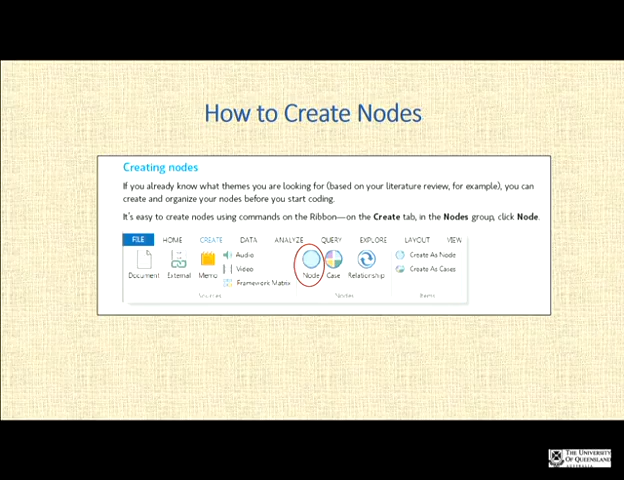 How to Create Nodes
Creating nodes
If you already know what themes you are looking for (based on your literature review, for example), you can
create and organize your nodes before you start coding.
It's easy to create nodes using commands on the Ribbon—on the Create tab, in the Nodes group, click Node.
FILE HOME CREATE DATA ANALYZE QUERY EXPLORE LAYOUT VIEW
Document External Memo Audio Video Framework Matrix Node Case Relationship Create As Node Create As Cases
Sources Nodes Items
THE UNIVERSITY
OF QUEENSLAND
AUSTRALIA